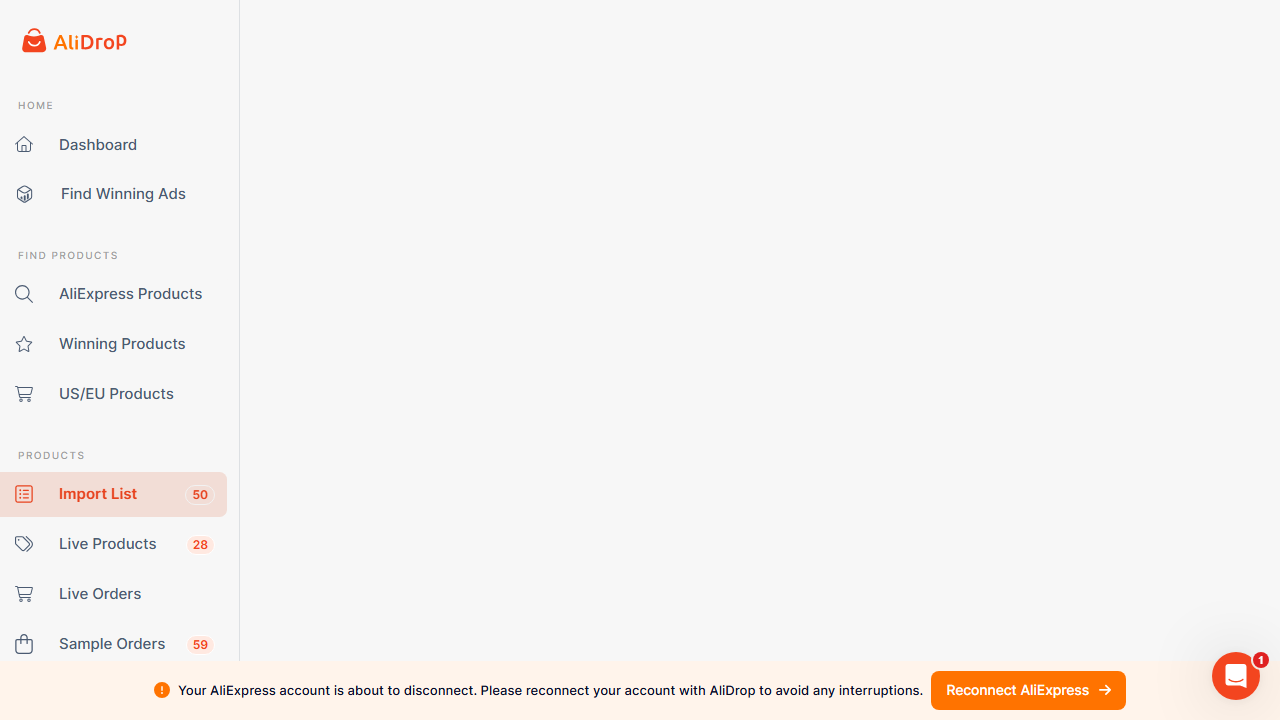 AliDrop
HOME
Dashboard
Find Winning Ads
FIND PRODUCTS
AliExpress Products
Winning Products
US/EU Products
PRODUCTS
Import List 50
Live Products 28
Live Orders
Sample Orders 59
! Your AliExpress account is about to disconnect. Please reconnect your account with AliDrop to avoid any interruptions. Reconnect AliExpress →
1